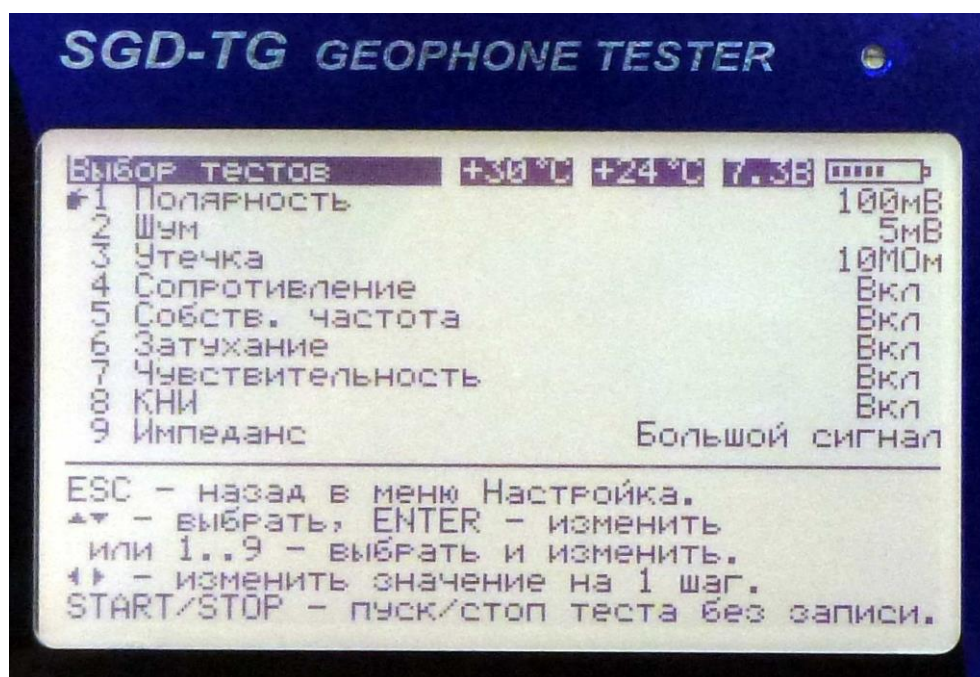 SGD-TG GEOPHONE TESTER
Выбор тестов +30°C +24°C 7.3В
1 Полярность 100мВ
2 Шум 5мВ
3 Утечка 10МОм
4 Сопротивление Вкл
5 Собств. частота Вкл
6 Затухание Вкл
7 Чувствительность Вкл
8 КНИ Вкл
9 Импеданс Большой сигнал
ESC - назад в меню Настройка.
▲▼ - выбрать, ENTER - изменить
или 1..9 - выбрать и изменить.
◄► - изменить значение на 1 шаг.
START/STOP - пуск/стоп теста без записи.